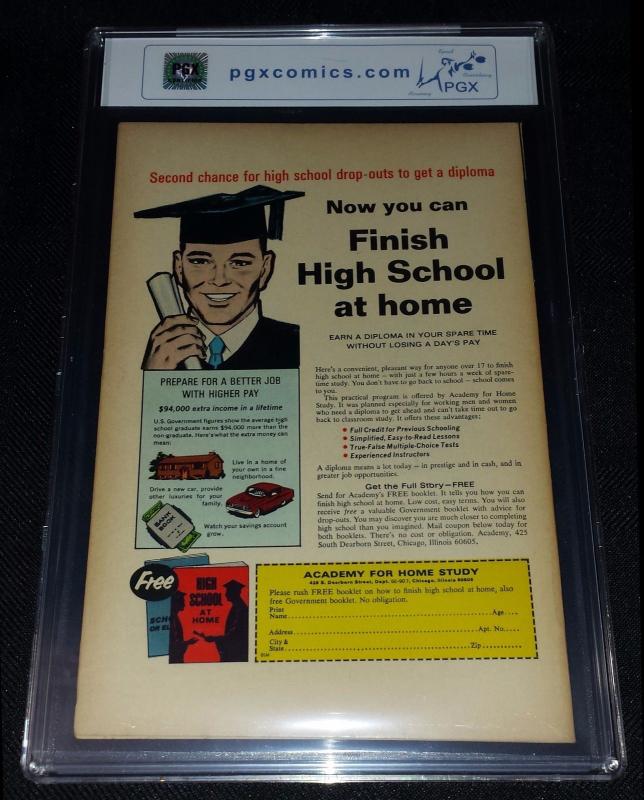 PGX
pgxcomics.com
PGX
Second chance for high school drop-outs to get a diploma
Now you can
Finish
High School
at home
EARN A DIPLOMA IN YOUR SPARE TIME
WITHOUT LOSING A DAY'S PAY
PREPARE FOR A BETTER JOB
WITH HIGHER PAY
$94,000 extra income in a lifetime
U.S. Government figures show the average high
school graduate earns $94,000 more than the
non-graduate. Here's what the extra money can
mean:
Live in a home of
your own in a fine
neighborhood.
Drive a new car, provide
other luxuries for your
family.
BANK
BOOK
Watch your savings account
grow.
Here's a convenient, pleasant way for anyone over 17 to finish
high school at home – with just a few hours a week of spare-
time study. You don't have to go back to school – school comes
to you.
This practical program is offered by Academy for Home
Study. It was planned especially for working men and women
who need a diploma to get ahead and can't take time out to go
back to classroom study. It offers these advantages:
• Full Credit for Previous Schooling
• Simplified, Easy-to-Read Lessons
• True-False Multiple-Choice Tests
• Experienced Instructors
A diploma means a lot today – in prestige and in cash, and in
greater job opportunities.
Get the Full Story–FREE
Send for Academy's FREE booklet. It tells you how you can
finish high school at home. Low cost, easy terms. You will also
receive free a valuable Government booklet with advice for
drop-outs. You may discover you are much closer to completing
high school than you imagined. Mail coupon today for
both booklets. There's no cost or obligation. Academy, 425
South Dearborn Street, Chicago, Illinois 60605.
Free
HIGH
SCHOOL
AT
HOME
SCH
OR EL
ACADEMY FOR HOME STUDY
Chicago, Illinois 60605
Please rush FREE booklet on how to finish high school at home, also
free Government booklet. No obligation.
Print
Name Age
Address Apt. No.
City &
State Zip